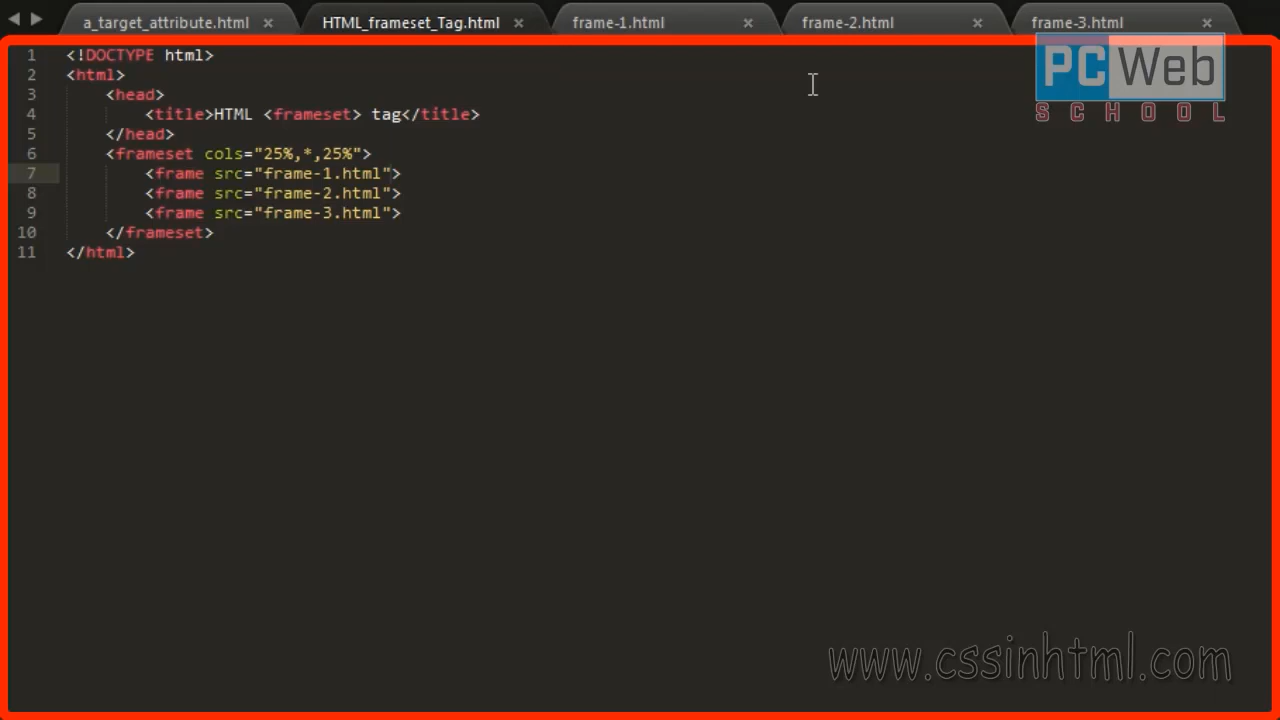 a_target_attribute.html × HTML_frameset_Tag.html × frame-1.html × frame-2.html × frame-3.html ×
PCWeb
SCHOOL
1 <!DOCTYPE html>
2 <html>
3 <head>
4 <title>HTML <frameset> tag</title>
5 </head>
6 <frameset cols="25%,*,25%">
7 <frame src="frame-1.html">
8 <frame src="frame-2.html">
9 <frame src="frame-3.html">
10 </frameset>
11 </html>
www.cssinhtml.com